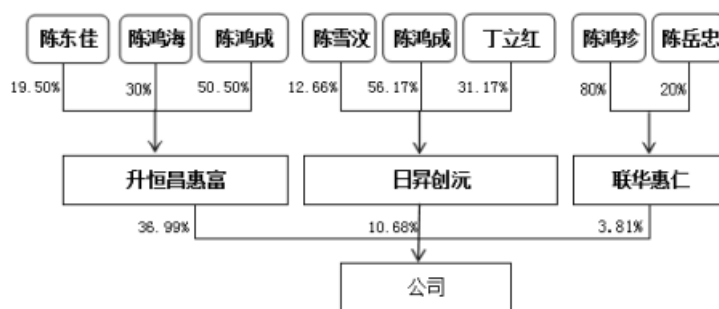 陈东佳 陈鸿海 陈鸿成 陈雪汶 陈鸿成 丁立红 陈鸿珍 陈岳忠
19.50% 30% 50.50% 12.66% 56.17% 31.17% 80% 20%
升恒昌惠富 日昇创沅 联华惠仁
36.99% 10.68% 3.81%
公司